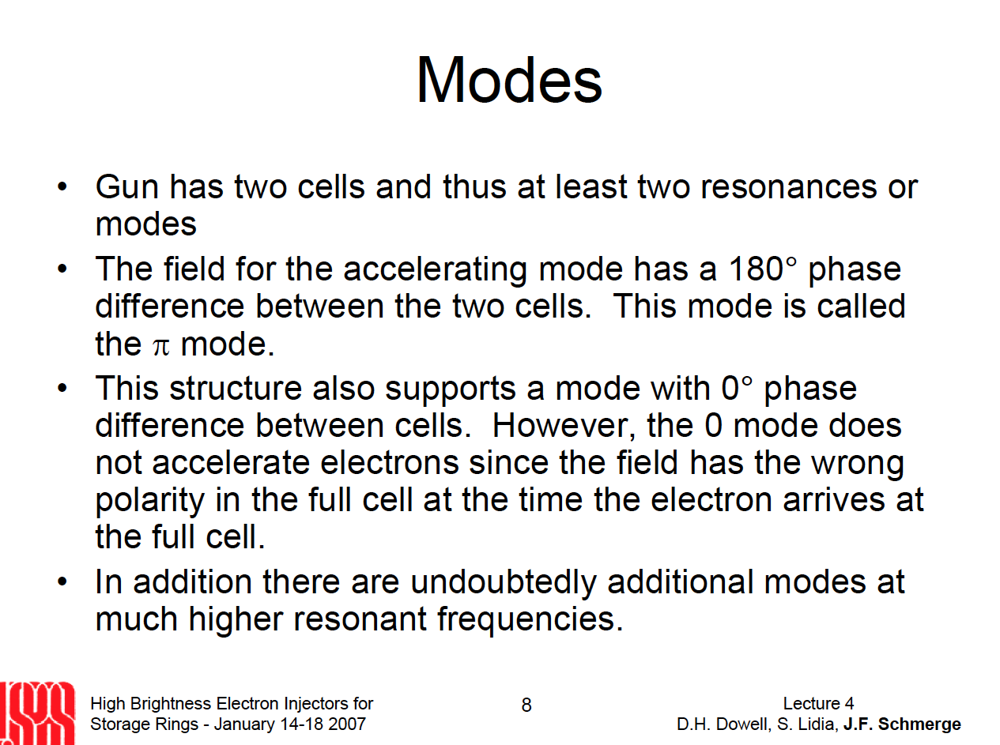 Modes
• Gun has two cells and thus at least two resonances or
modes
• The field for the accelerating mode has a 180° phase
difference between the two cells.  This mode is called
the π mode.
• This structure also supports a mode with 0° phase
difference between cells.  However, the 0 mode does
not accelerate electrons since the field has the wrong
polarity in the full cell at the time the electron arrives at
the full cell.
• In addition there are undoubtedly additional modes at
much higher resonant frequencies.
High Brightness Electron Injectors for
Storage Rings - January 14-18 2007
8
Lecture 4
D.H. Dowell, S. Lidia, J.F. Schmerge